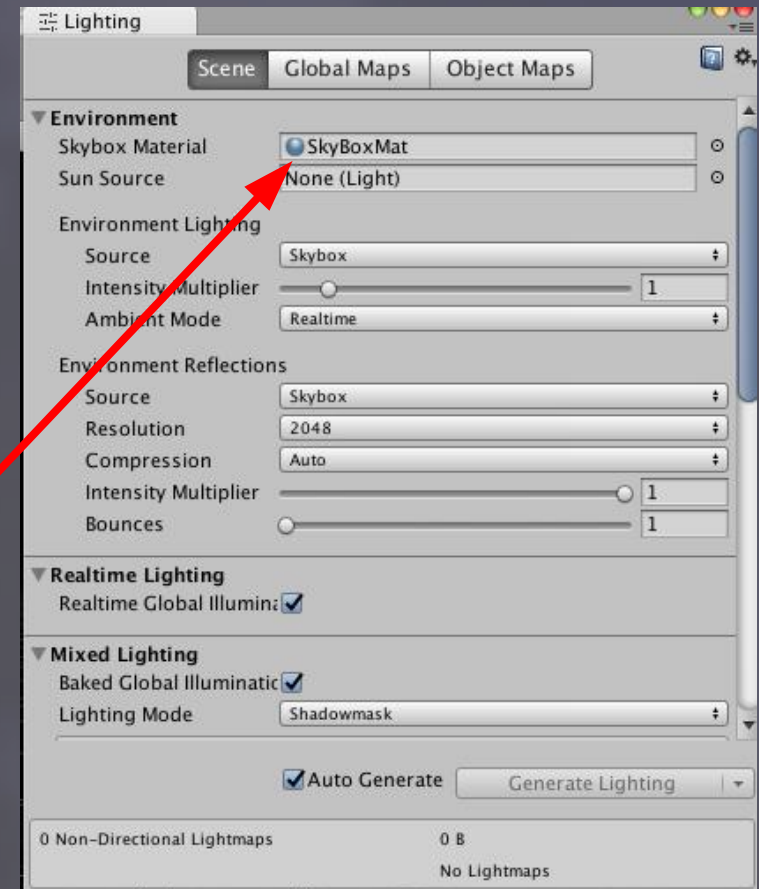 Lighting
Scene Global Maps Object Maps
Environment
Skybox Material SkyBoxMat
Sun Source None (Light)
Environment Lighting
Source Skybox
Intensity Multiplier 1
Ambient Mode Realtime
Environment Reflections
Source Skybox
Resolution 2048
Compression Auto
Intensity Multiplier 1
Bounces 1
Realtime Lighting
Realtime Global Illumina
Mixed Lighting
Baked Global Illuminatic
Lighting Mode Shadowmask
Auto Generate Generate Lighting
0 Non-Directional Lightmaps 0 B
No Lightmaps